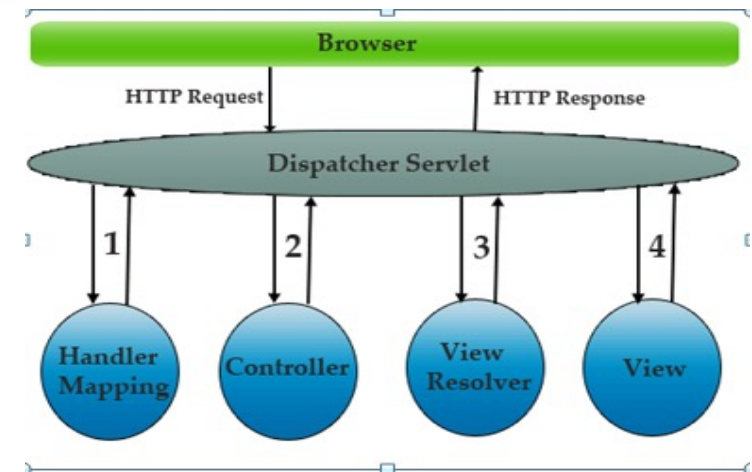 Browser
HTTP Request
HTTP Response
Dispatcher Servlet
1
2
3
4
Handler
Mapping
Controller
View
Resolver
View